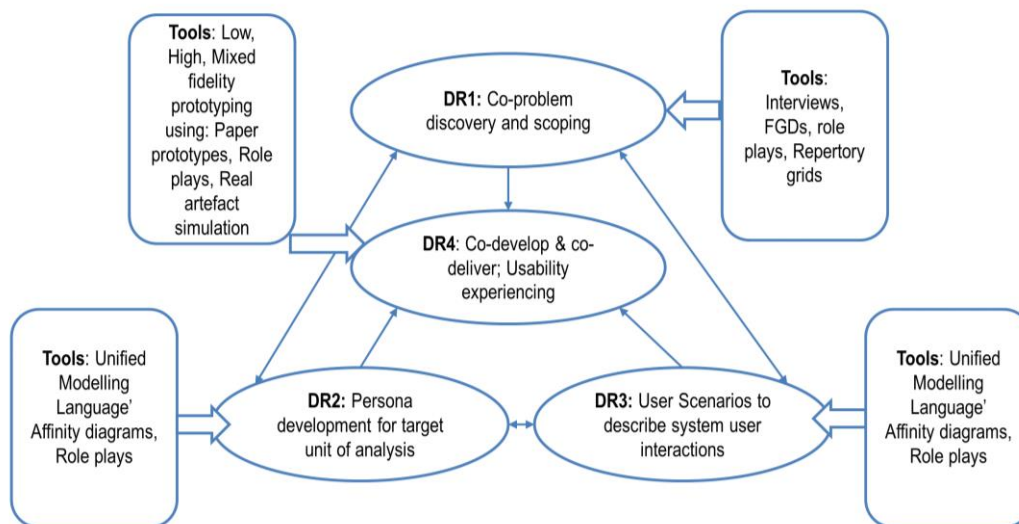 Tools: Low,
High, Mixed
fidelity
prototyping
using: Paper
prototypes, Role
plays, Real
artefact
simulation
DR1: Co-problem
discovery and scoping
Tools:
Interviews,
FGDs, role
plays, Repertory
grids
DR4: Co-develop & co-
deliver; Usability
experiencing
Tools: Unified
Modelling
Language’
Affinity diagrams,
Role plays
DR2: Persona
development for target
unit of analysis
DR3: User Scenarios to
describe system user
interactions
Tools: Unified
Modelling
Language’
Affinity diagrams,
Role plays